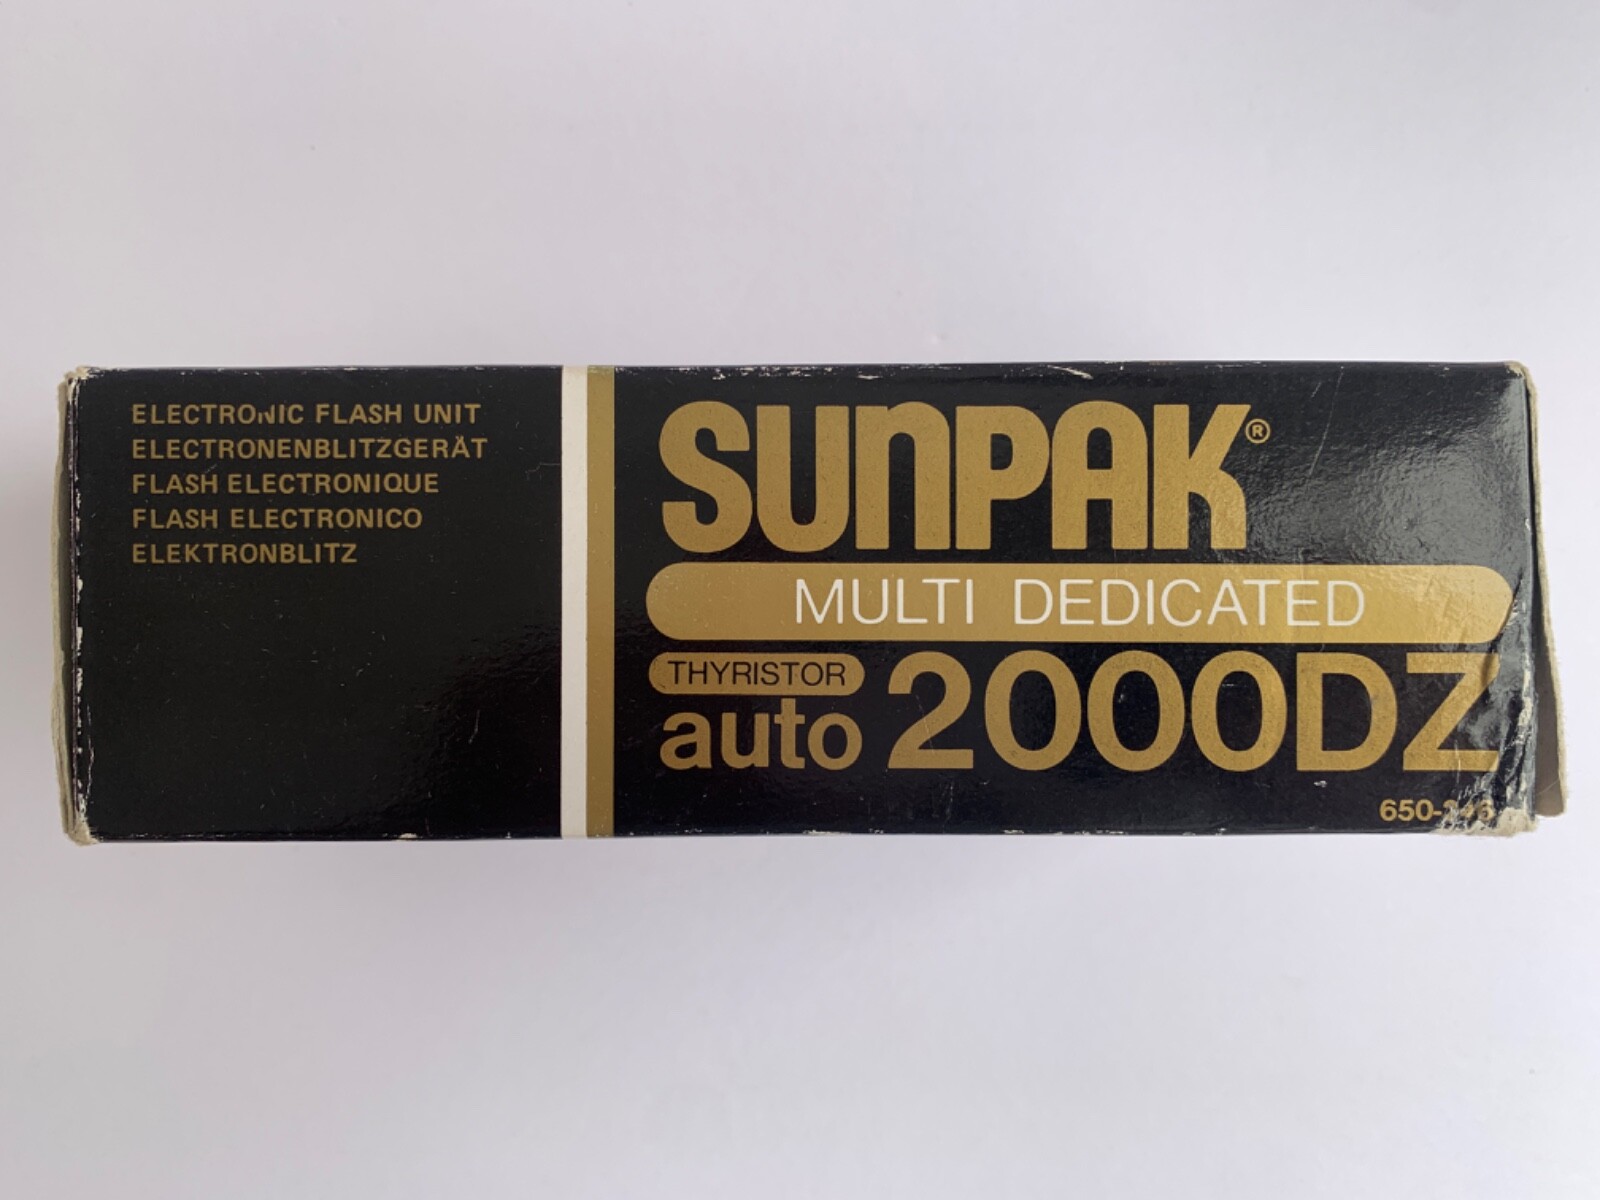 ELECTRONIC FLASH UNIT
ELECTRONENBLITZGERÄT
FLASH ELECTRONIQUE
FLASH ELECTRONICO
ELEKTRONBLITZ
SUNPAK®
MULTI DEDICATED
THYRISTOR
auto 2000DZ